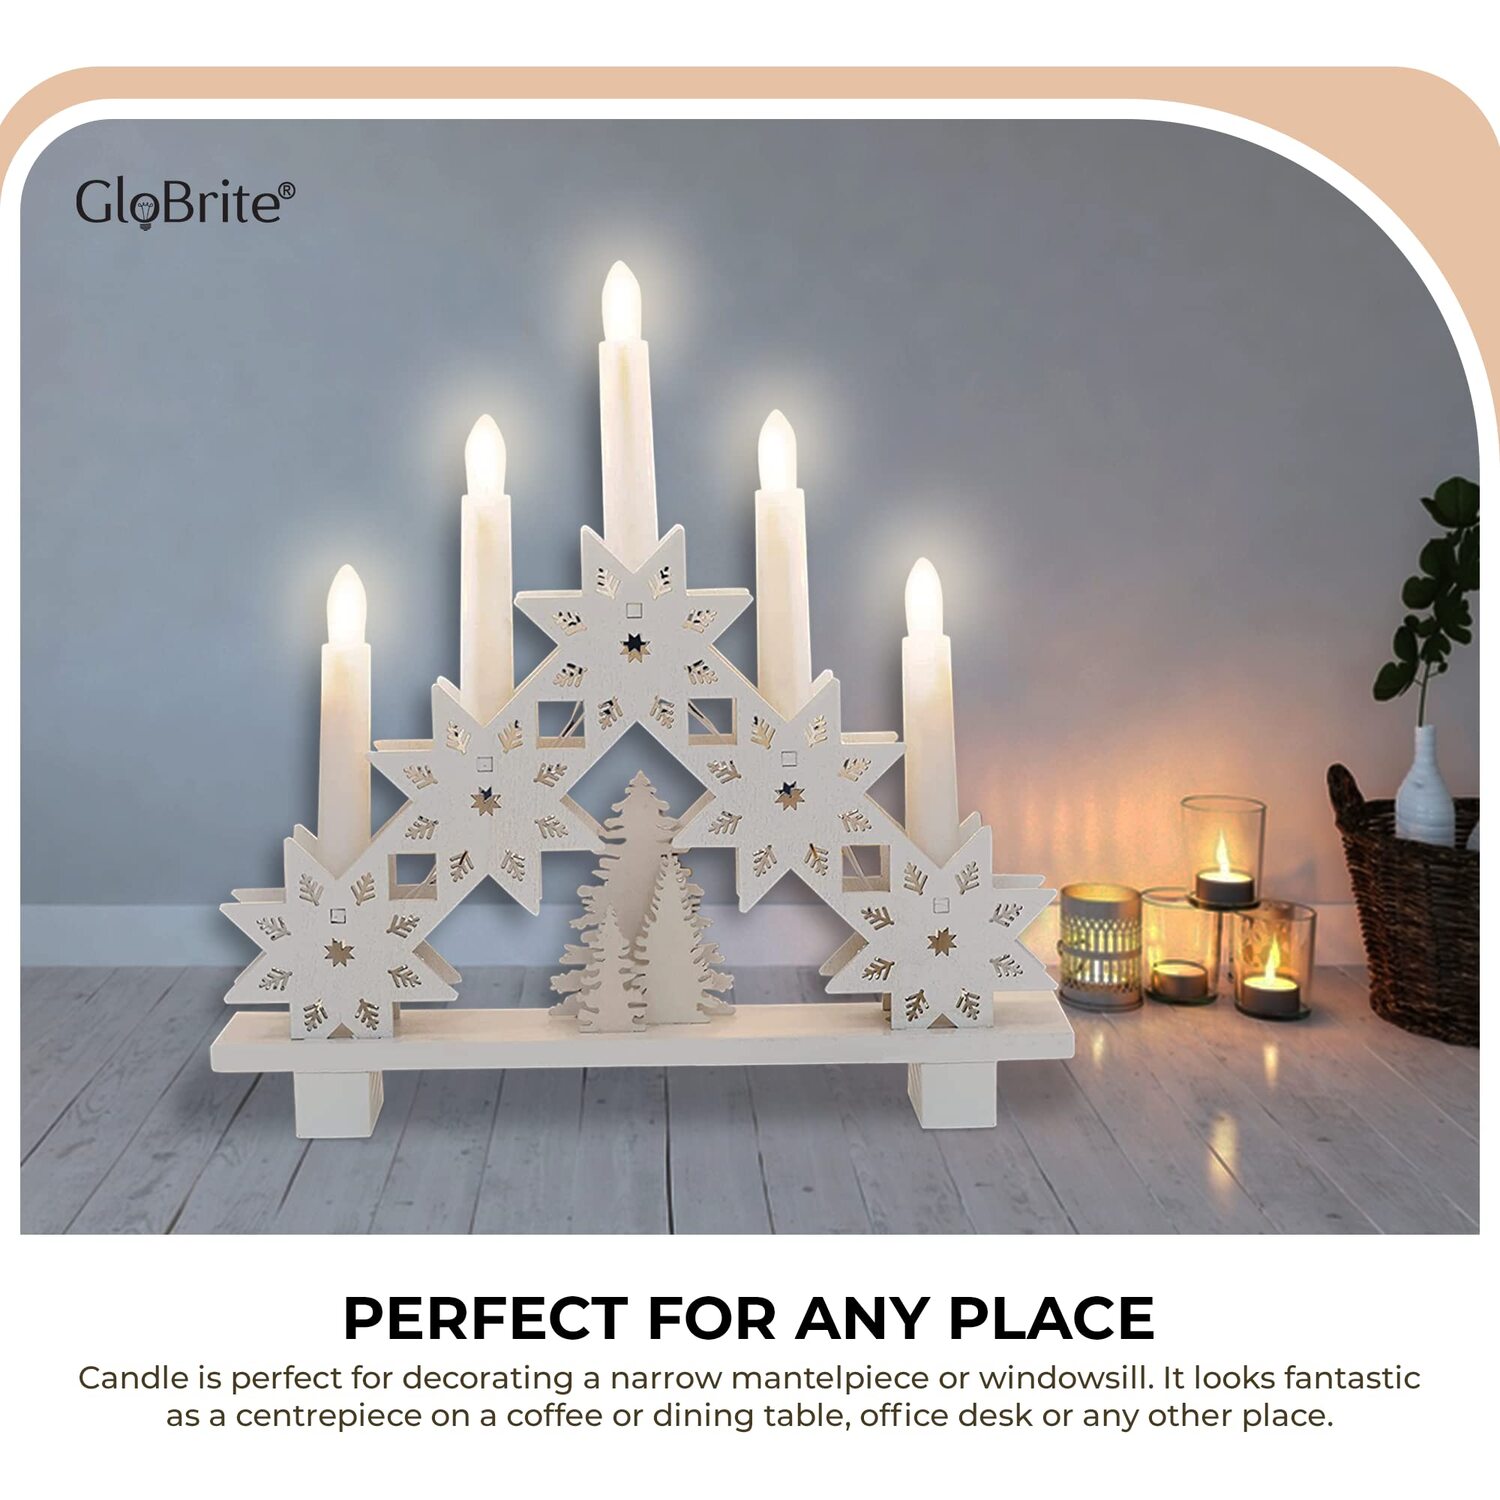 GloBrite®
PERFECT FOR ANY PLACE
Candle is perfect for decorating a narrow mantelpiece or windowsill. It looks fantastic
as a centrepiece on a coffee or dining table, office desk or any other place.